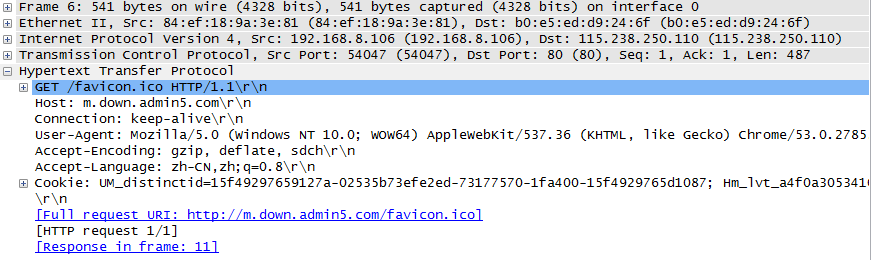 Frame 6: 541 bytes on wire (4328 bits), 541 bytes captured (4328 bits) on interface 0
Ethernet II, Src: 84:ef:18:9a:3e:81 (84:ef:18:9a:3e:81), Dst: b0:e5:ed:d9:24:6f (b0:e5:ed:d9:24:6f)
Internet Protocol Version 4, Src: 192.168.8.106 (192.168.8.106), Dst: 115.238.250.110 (115.238.250.110)
Transmission Control Protocol, Src Port: 54047 (54047), Dst Port: 80 (80), Seq: 1, Ack: 1, Len: 487
Hypertext Transfer Protocol
GET /favicon.ico HTTP/1.1\r\n
Host: m.down.admin5.com\r\n
Connection: keep-alive\r\n
User-Agent: Mozilla/5.0 (Windows NT 10.0; WOW64) AppleWebKit/537.36 (KHTML, like Gecko) Chrome/53.0.2785
Accept-Encoding: gzip, deflate, sdch\r\n
Accept-Language: zh-CN,zh;q=0.8\r\n
Cookie: UM_distinctid=15f49297659127a-02535b73efe2ed-73177570-1fa400-15f4929765d1087; Hm_lvt_a4f0a305341
\r\n
[Full request URI: http://m.down.admin5.com/favicon.ico]
[HTTP request 1/1]
[Response in frame: 11]